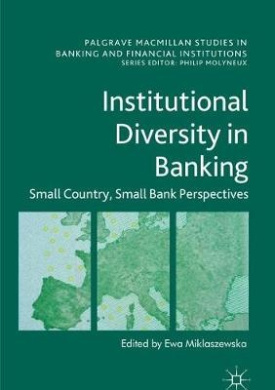 PALGRAVE MACMILLAN STUDIES IN
BANKING AND FINANCIAL INSTITUTIONS
SERIES EDITOR: PHILIP MOLYNEUX
Institutional
Diversity in
Banking
Small Country, Small Bank Perspectives
Edited by Ewa Miklaszewska